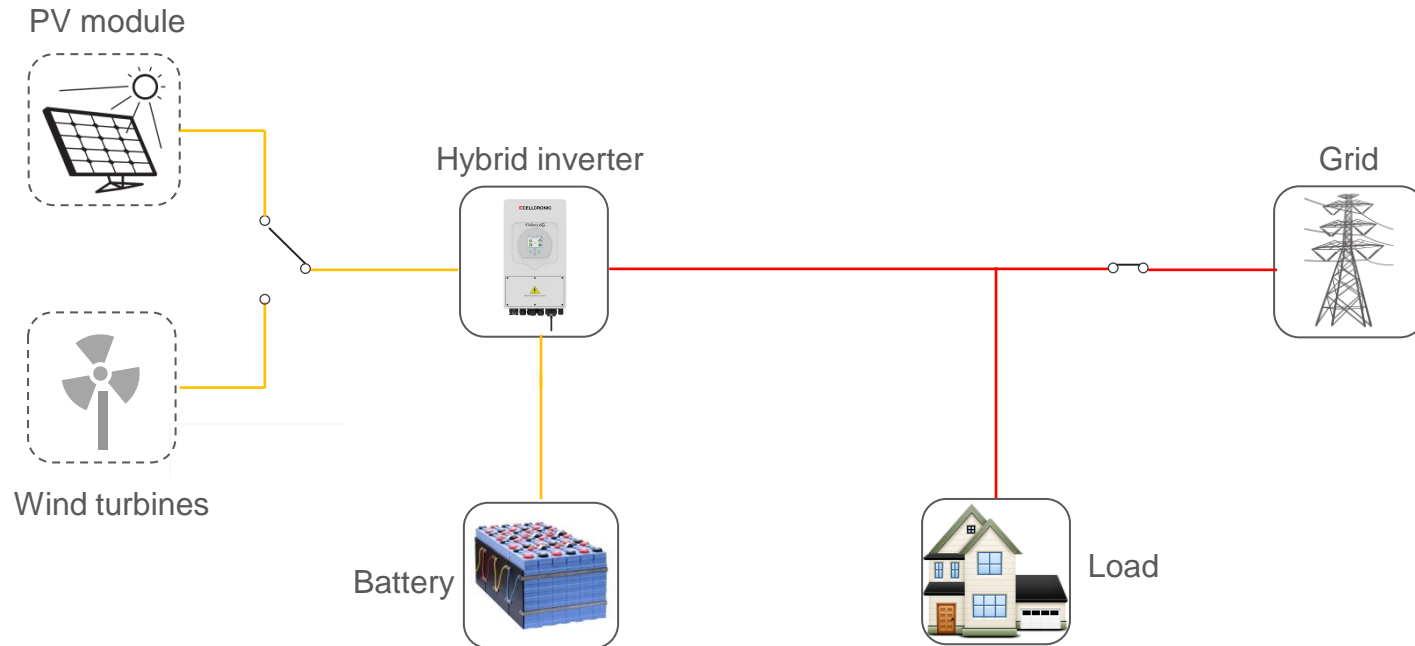 PV module
Hybrid inverter
Grid
Wind turbines
Battery
Load